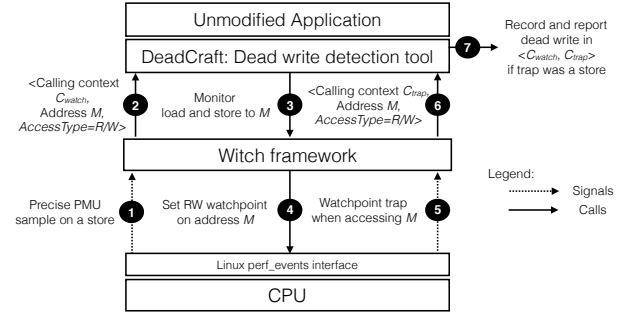 Unmodified Application
DeadCraft: Dead write detection tool
7
Record and report
dead write in
<Cwatch, Ctrap>
if trap was a store
<Calling context
Cwatch,
Address M,
AccessType=R/W>
2
Monitor
load and store to M
3
<Calling context Ctrap,
Address M,
AccessType=R/W>
6
Witch framework
Precise PMU
sample on a store
1
Set RW watchpoint
on address M
4
Watchpoint trap
when accessing M
5
Legend:
Signals
Calls
Linux perf_events interface
CPU